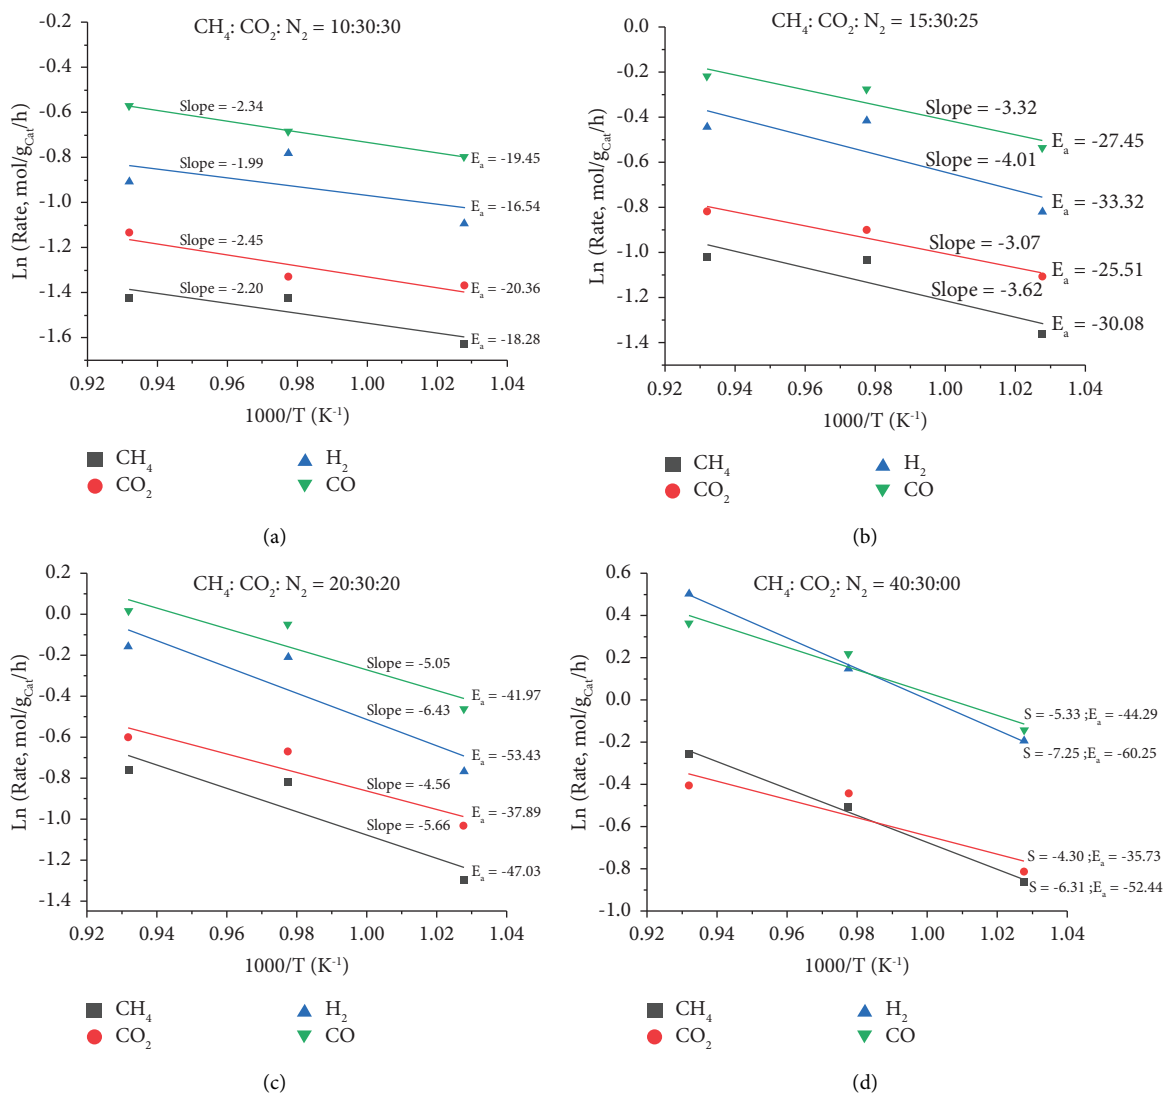 CH₄: CO₂: N₂ = 10:30:30
Ln (Rate, mol/g_Cat/h)
-0.2
-0.4
-0.6
-0.8
-1.0
-1.2
-1.4
-1.6
Slope = -2.34
Eₐ = -19.45
Slope = -1.99
Eₐ = -16.54
Slope = -2.45
Eₐ = -20.36
Slope = -2.20
Eₐ = -18.28
0.92 0.94 0.96 0.98 1.00 1.02 1.04
1000/T (K⁻¹)
CH₄ H₂
CO₂ CO
(a)
CH₄: CO₂: N₂ = 15:30:25
Ln (Rate, mol/g_Cat/h)
0.0
-0.2
-0.4
-0.6
-0.8
-1.0
-1.2
-1.4
Slope = -3.32
Eₐ = -27.45
Slope = -4.01
Eₐ = -33.32
Slope = -3.07
Eₐ = -25.51
Slope = -3.62
Eₐ = -30.08
0.92 0.94 0.96 0.98 1.00 1.02 1.04
1000/T (K⁻¹)
CH₄ H₂
CO₂ CO
(b)
CH₄: CO₂: N₂ = 20:30:20
Ln (Rate, mol/g_Cat/h)
0.2
0.0
-0.2
-0.4
-0.6
-0.8
-1.0
-1.2
-1.4
Slope = -5.05
Eₐ = -41.97
Slope = -6.43
Eₐ = -53.43
Slope = -4.56
Eₐ = -37.89
Slope = -5.66
Eₐ = -47.03
0.92 0.94 0.96 0.98 1.00 1.02 1.04
1000/T (K⁻¹)
CH₄ H₂
CO₂ CO
(c)
CH₄: CO₂: N₂ = 40:30:00
Ln (Rate, mol/g_Cat/h)
0.6
0.4
0.2
0.0
-0.2
-0.4
-0.6
-0.8
-1.0
S = -5.33 ;Eₐ = -44.29
S = -7.25 ;Eₐ = -60.25
S = -4.30 ;Eₐ = -35.73
S = -6.31 ;Eₐ = -52.44
0.92 0.94 0.96 0.98 1.00 1.02 1.04
1000/T (K⁻¹)
CH₄ H₂
CO₂ CO
(d)